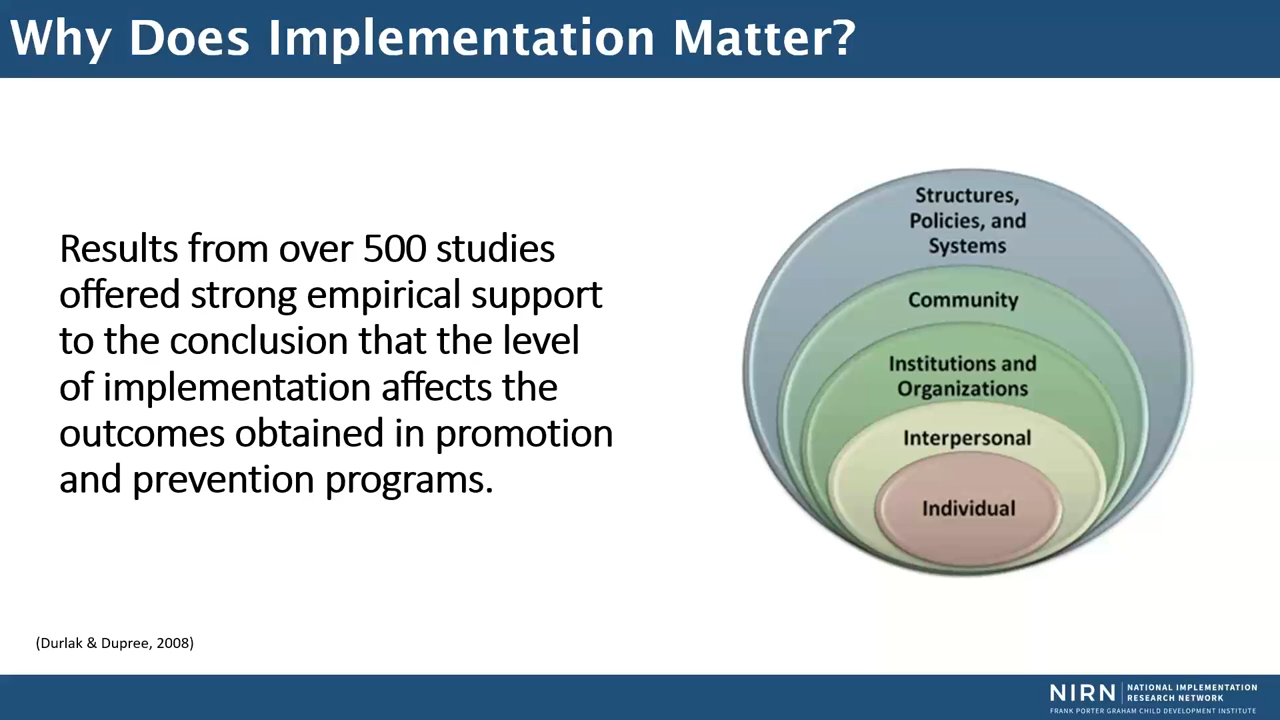 Why Does Implementation Matter?
Results from over 500 studies
offered strong empirical support
to the conclusion that the level
of implementation affects the
outcomes obtained in promotion
and prevention programs.
Structures,
Policies, and
Systems
Community
Institutions and
Organizations
Interpersonal
Individual
(Durlak & Dupree, 2008)
NIRN
NATIONAL IMPLEMENTATION
RESEARCH NETWORK
FRANK PORTER GRAHAM CHILD DEVELOPMENT INSTITUTE